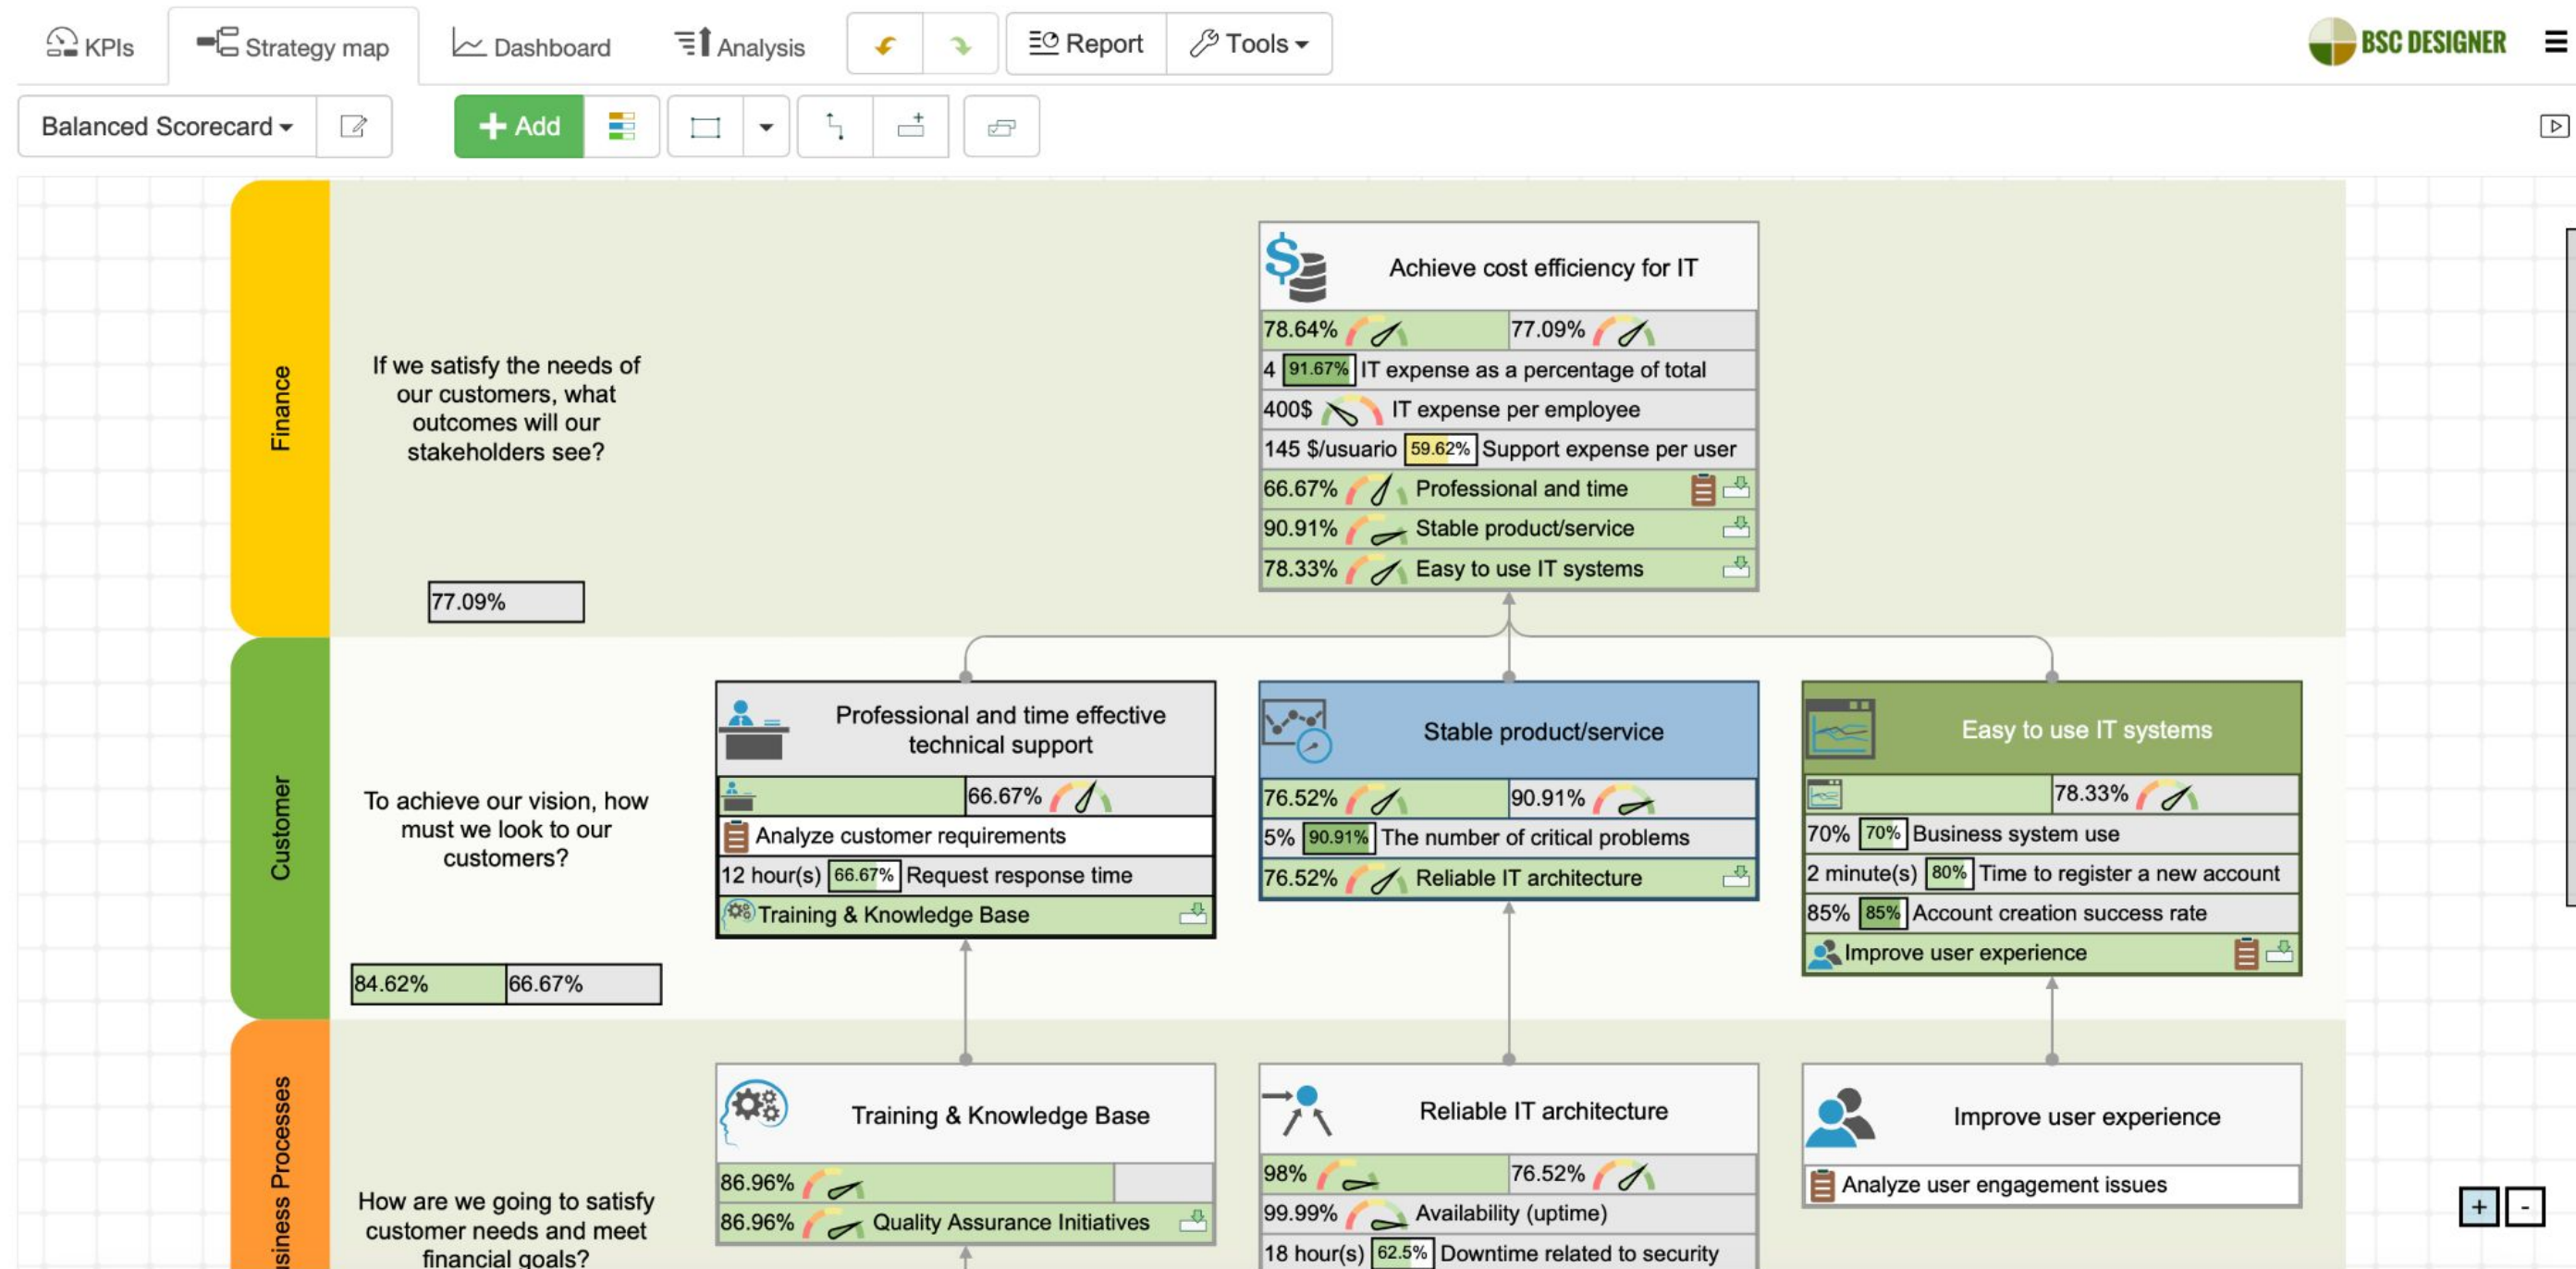 KPIs
Strategy map
Dashboard
Analysis
Report
Tools
BSC DESIGNER
Balanced Scorecard
Add
Finance
If we satisfy the needs of
our customers, what
outcomes will our
stakeholders see?
77.09%
Achieve cost efficiency for IT
78.64% 77.09%
4 91.67% IT expense as a percentage of total
400$ IT expense per employee
145 $/usuario 59.62% Support expense per user
66.67% Professional and time
90.91% Stable product/service
78.33% Easy to use IT systems
Customer
To achieve our vision, how
must we look to our
customers?
84.62% 66.67%
Professional and time effective
technical support
66.67%
Analyze customer requirements
12 hour(s) 66.67% Request response time
Training & Knowledge Base
Stable product/service
76.52% 90.91%
5% 90.91% The number of critical problems
76.52% Reliable IT architecture
Easy to use IT systems
78.33%
70% 70% Business system use
2 minute(s) 80% Time to register a new account
85% 85% Account creation success rate
Improve user experience
siness Processes
How are we going to satisfy
customer needs and meet
financial goals?
Training & Knowledge Base
86.96%
86.96% Quality Assurance Initiatives
Reliable IT architecture
98% 76.52%
99.99% Availability (uptime)
18 hour(s) 62.5% Downtime related to security
Improve user experience
Analyze user engagement issues
+ -